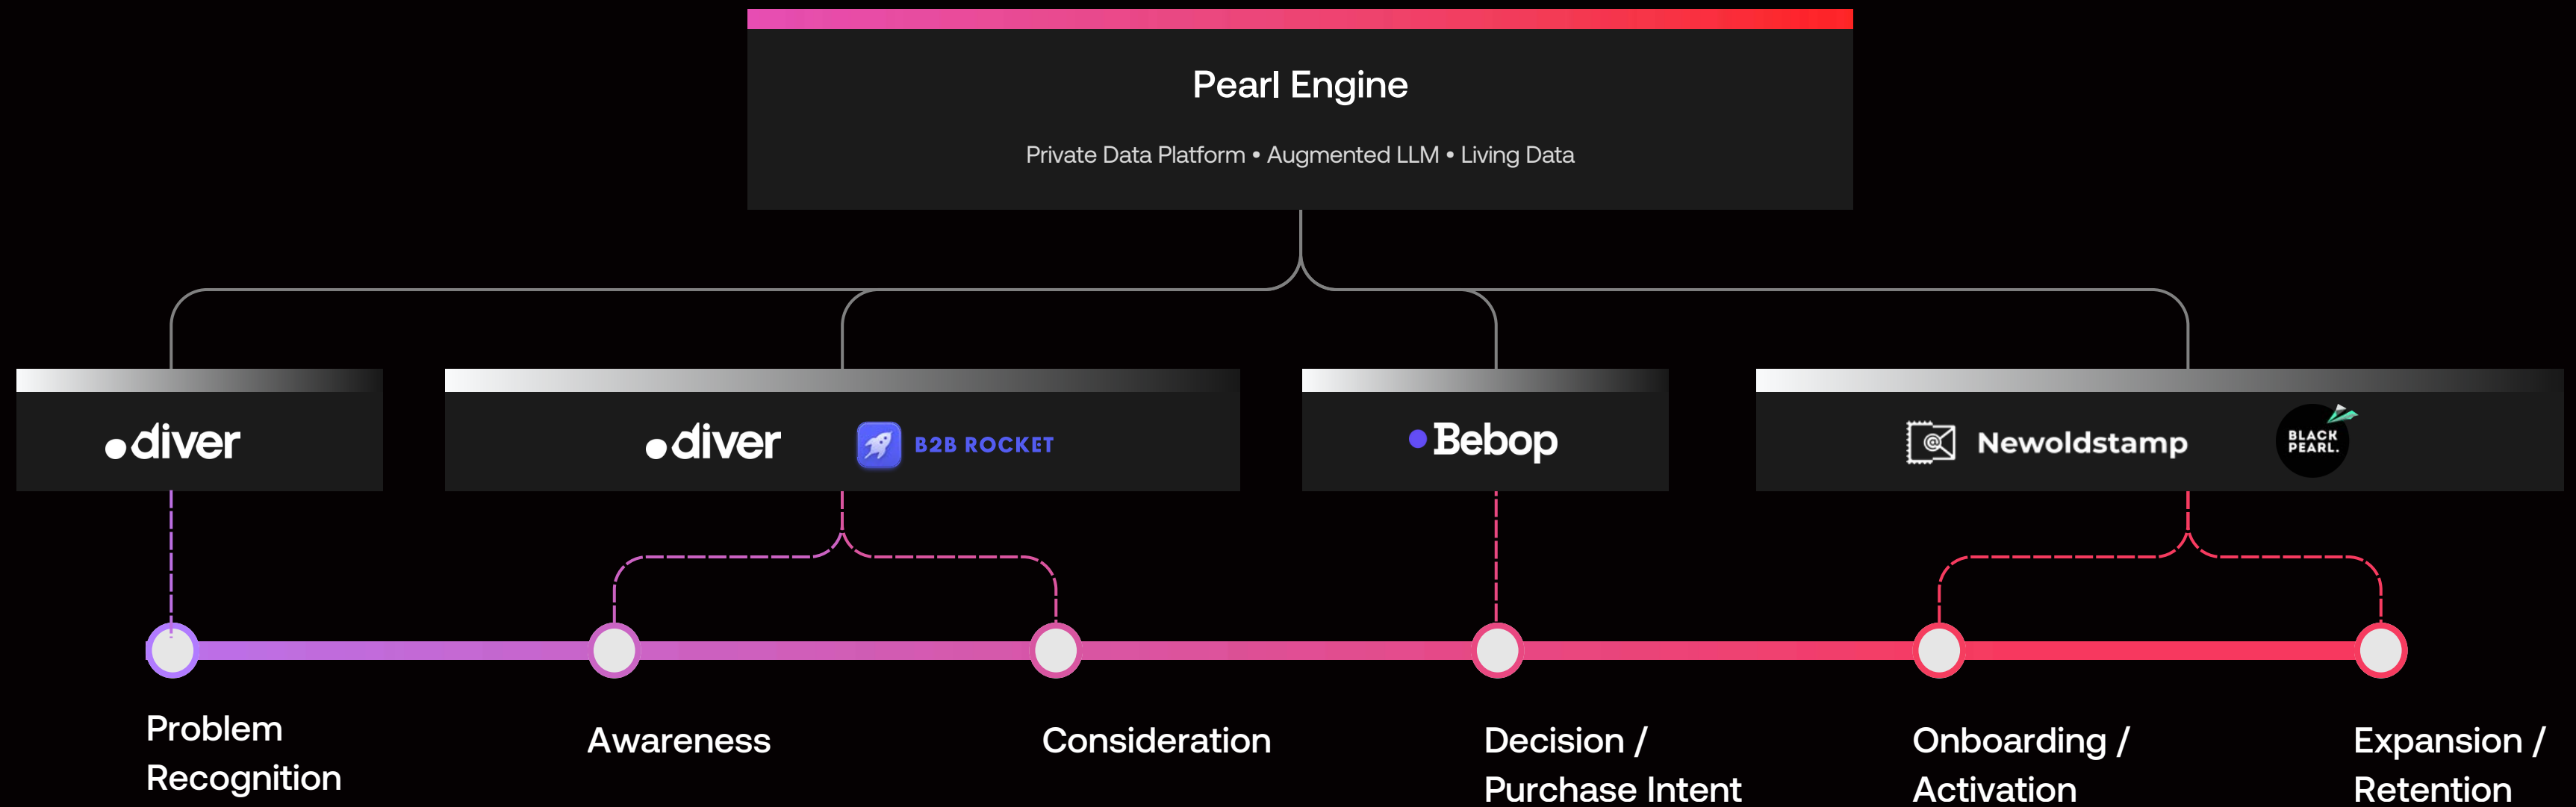 Pearl Engine
Private Data Platform • Augmented LLM • Living Data
diver
diver
B2B ROCKET
Bebop
Newoldstamp
BLACK
PEARL.
Problem
Recognition
Awareness
Consideration
Decision /
Purchase Intent
Onboarding /
Activation
Expansion /
Retention